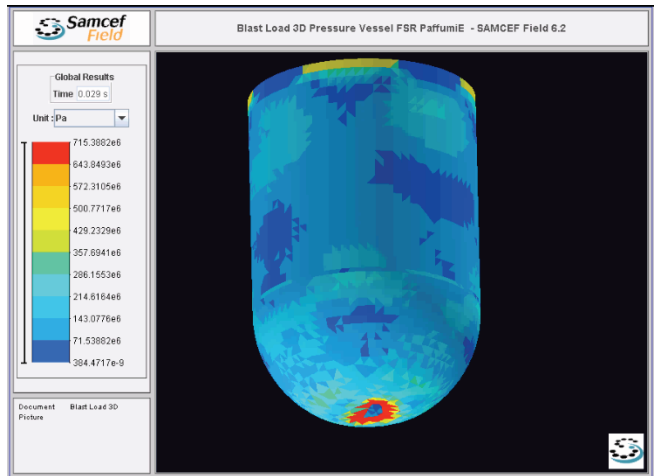 Samcef
Field
Blast Load 3D Pressure Vessel FSR PaffumiE - SAMCEF Field 6.2
Global Results
Time 0.029 s
Unit : Pa
715.3882e6
643.8493e6
572.3105e6
500.7717e6
429.2329e6
357.6941e6
286.1553e6
214.6164e6
143.0776e6
71.53882e6
384.4717e-9
Document Blast Load 3D
Picture